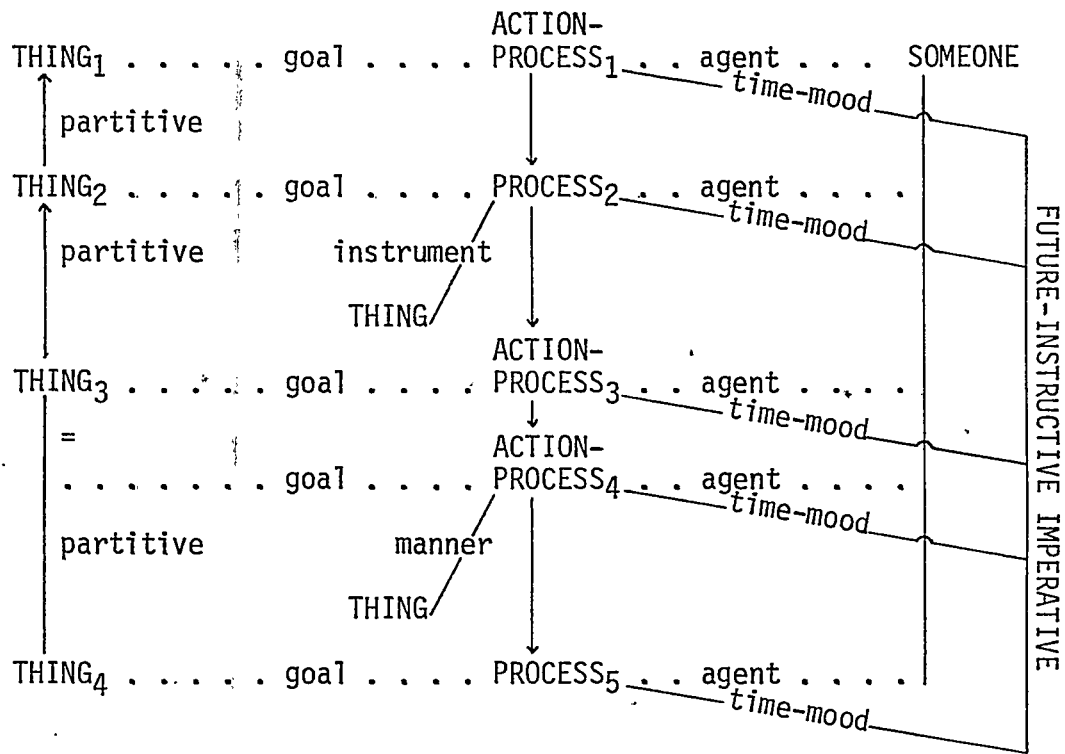 ACTION-
THING1 . . . . . goal . . . . PROCESS1 . . agent . . . SOMEONE
time-mood
partitive
THING2 . . . . . goal . . . . PROCESS2 . . agent . . . .
time-mood
partitive instrument
THING
ACTION-
THING3 . . . . . goal . . . . PROCESS3 . . agent . . . .
time-mood
=
ACTION-
. . . . . . . goal . . . . PROCESS4 . . agent . . . .
time-mood
partitive manner
THING
THING4 . . . . . goal . . . . PROCESS5 . . agent . . . .
time-mood
FUTURE-INSTRUCTIVE IMPERATIVE